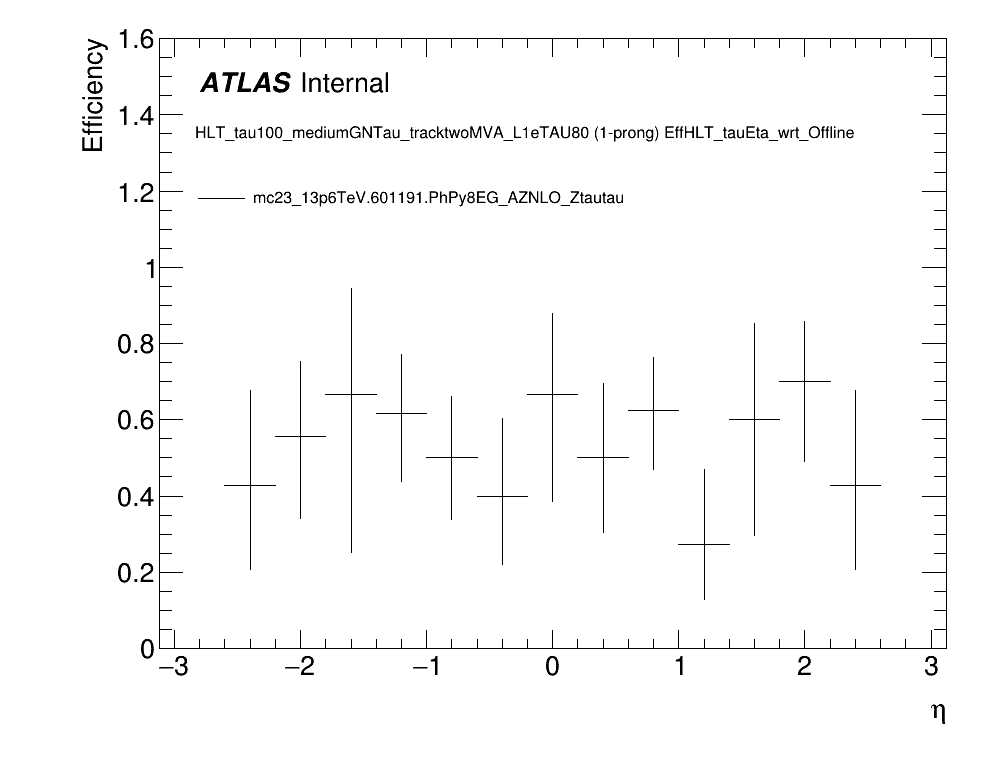 Efficiency
1.6
1.4
1.2
1
0.8
0.6
0.4
0.2
0
ATLAS Internal
HLT_tau100_mediumGNTau_tracktwoMVA_L1eTAU80 (1-prong) EffHLT_tauEta_wrt_Offline
mc23_13p6TeV.601191.PhPy8EG_AZNLO_Ztautau
−3 −2 −1 0 1 2 3
η